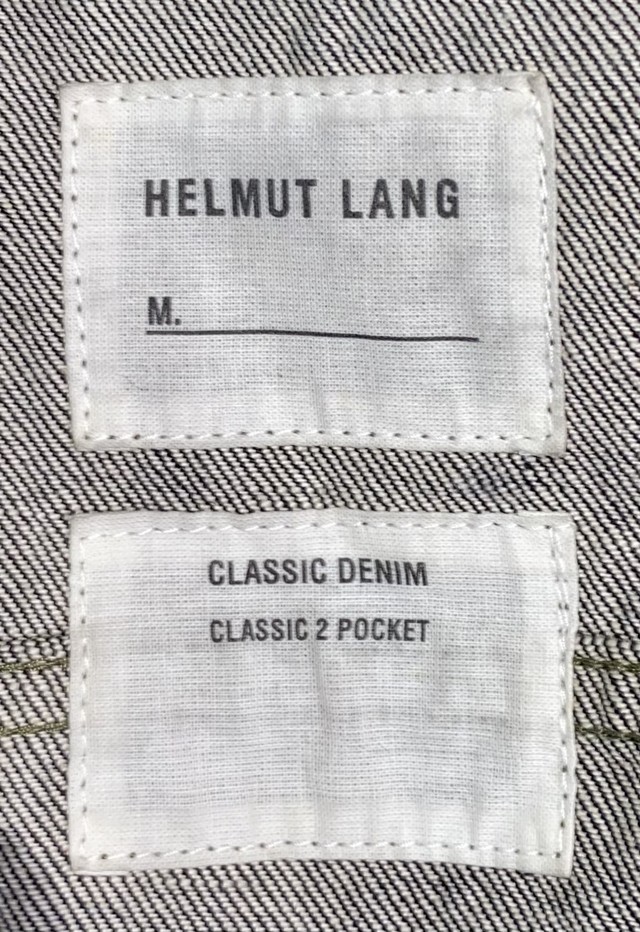 HELMUT LANG
M.
CLASSIC DENIM
CLASSIC 2 POCKET